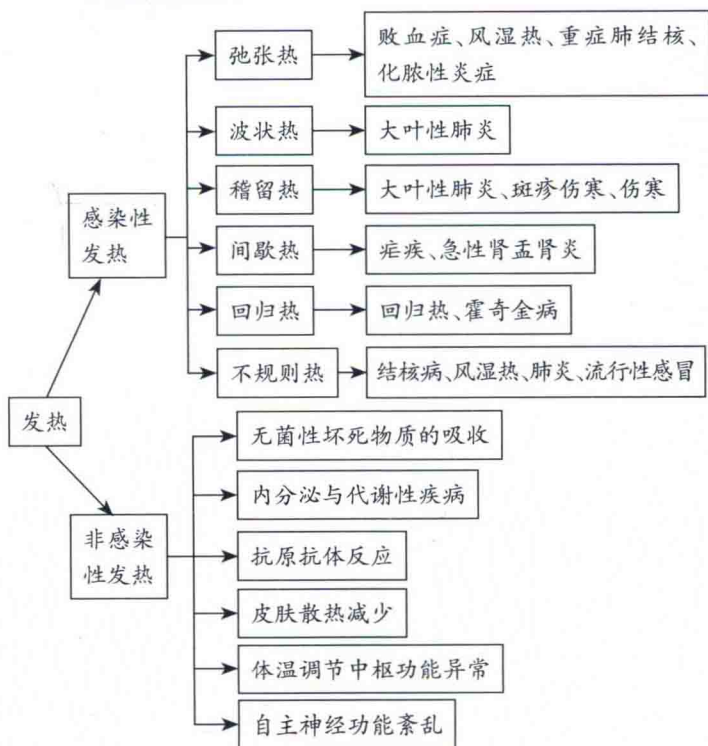 弛张热
败血症、风湿热、重症肺结核、
化脓性炎症
波状热
大叶性肺炎
稽留热
大叶性肺炎、斑疹伤寒、伤寒
感染性
发热
间歇热
疟疾、急性肾盂肾炎
回归热
回归热、霍奇金病
不规则热
结核病、风湿热、肺炎、流行性感冒
发热
无菌性坏死物质的吸收
内分泌与代谢性疾病
非感染
性发热
抗原抗体反应
皮肤散热减少
体温调节中枢功能异常
自主神经功能紊乱